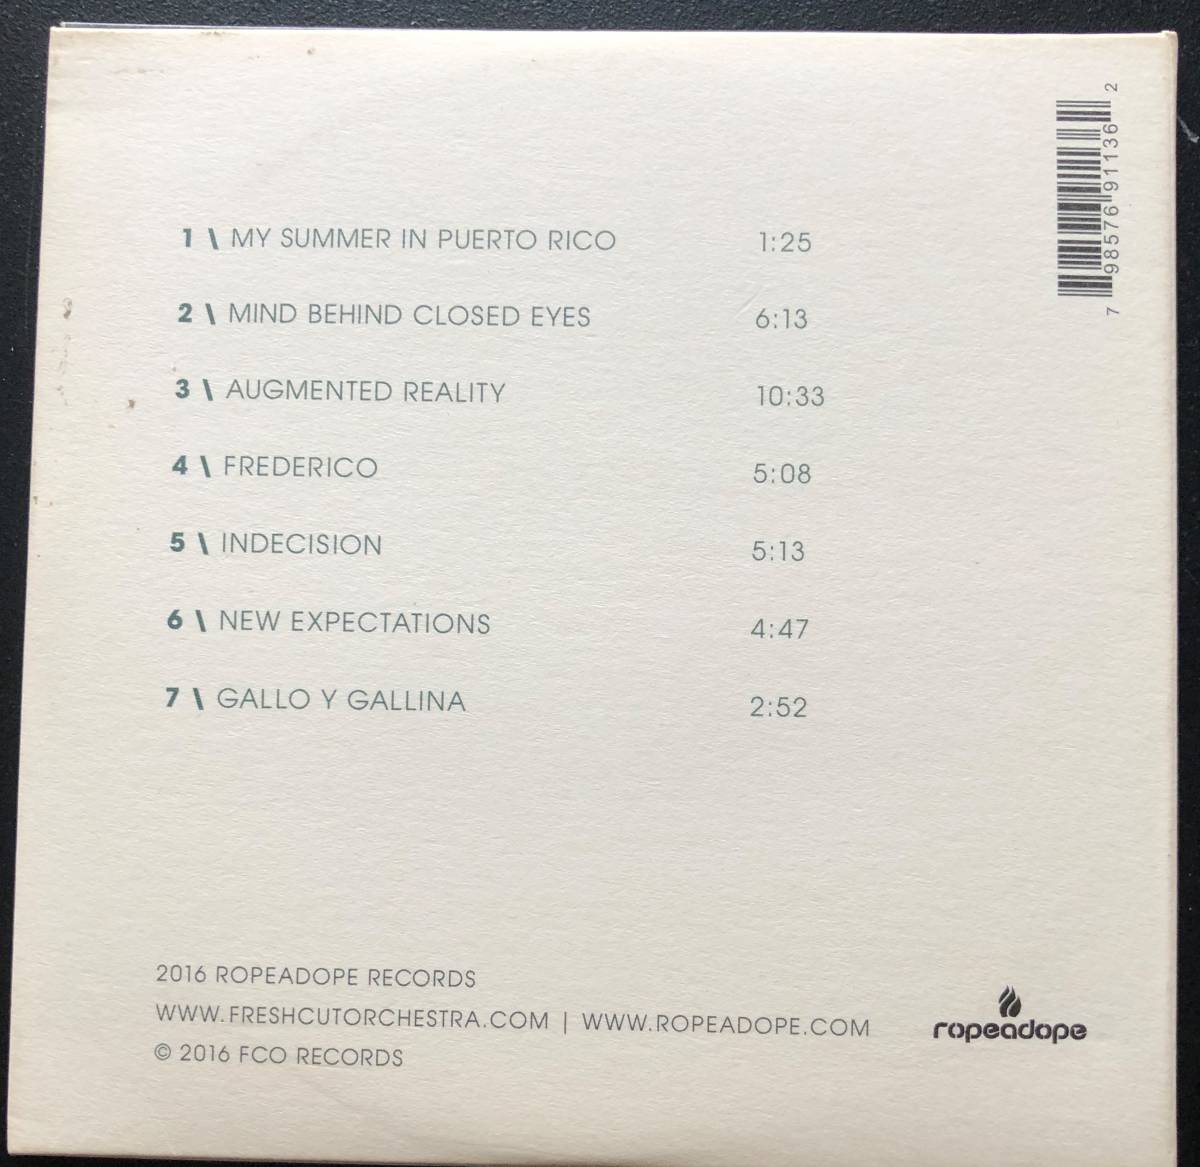 1 \ MY SUMMER IN PUERTO RICO 1:25
2 \ MIND BEHIND CLOSED EYES 6:13
3 \ AUGMENTED REALITY 10:33
4 \ FREDERICO 5:08
5 \ INDECISION 5:13
6 \ NEW EXPECTATIONS 4:47
7 \ GALLO Y GALLINA 2:52
7 98576 91136 2
2016 ROPEADOPE RECORDS
WWW.FRESHCUTORCHESTRA.COM | WWW.ROPEADOPE.COM
© 2016 FCO RECORDS
ropeadope